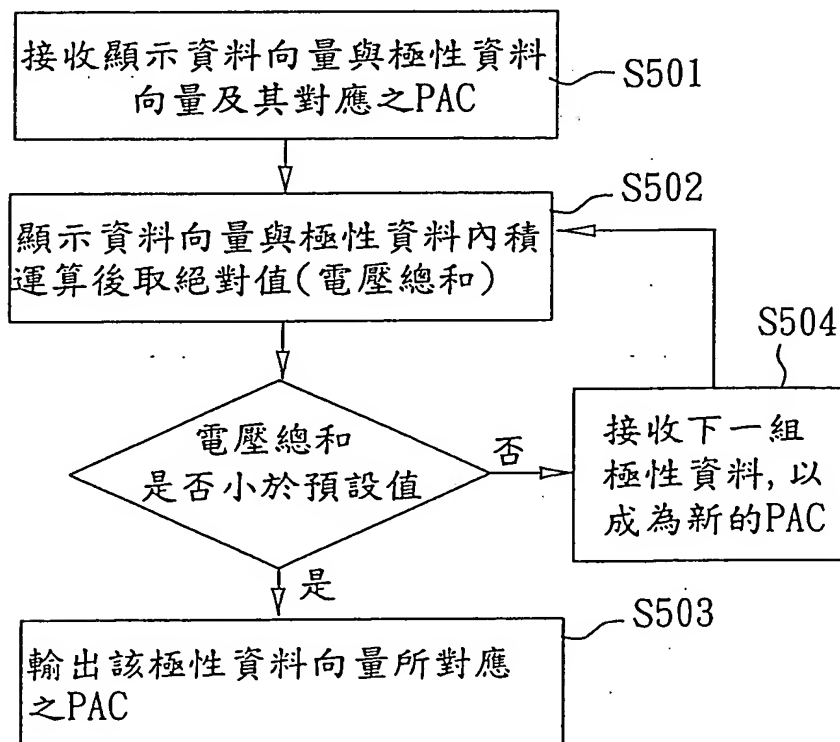 接收顯示資料向量與極性資料
向量及其對應之PAC
S501
S502
顯示資料向量與極性資料內積
運算後取絕對值(電壓總和)
S504
電壓總和
是否小於預設值
否
接收下一組
極性資料,以
成為新的PAC
是
S503
輸出該極性資料向量所對應
之PAC